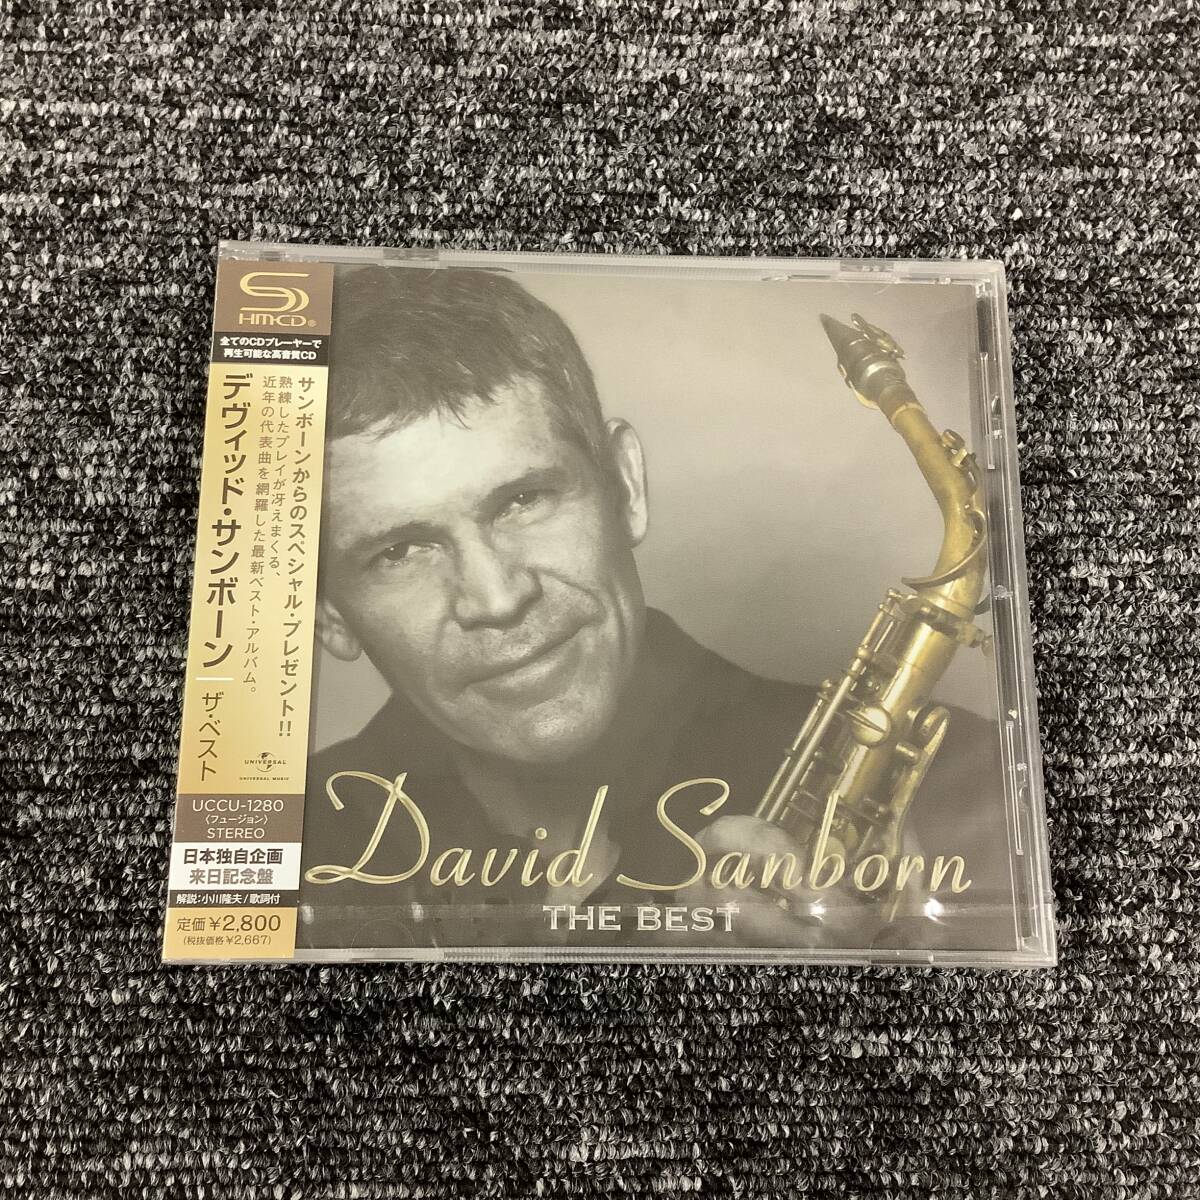 HM-CD®
全てのCDプレーヤーで
再生可能な高音質CD
サンボーンからのスペシャル・プレゼント!!
熟練したプレイが冴えまくる、
近年の代表曲を網羅した最新ベスト・アルバム。
デヴィッド・サンボーン
ザ・ベスト
UNIVERSAL
UNIVERSAL MUSIC
UCCU-1280
〈フュージョン〉
STEREO
日本独自企画
来日記念盤
解説:小川隆夫/歌詞付
定価￥2,800
(税抜価格￥2,667)
David Sanborn
THE BEST